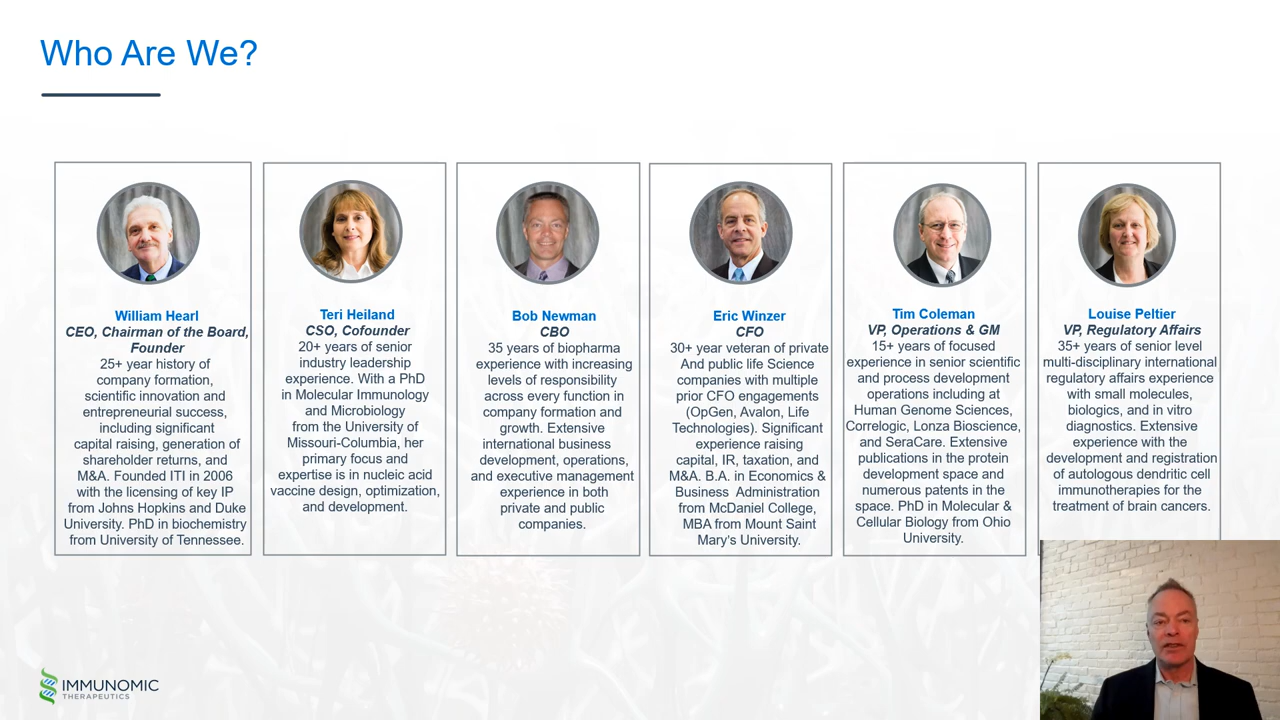 Who Are We?
William Hearl
CEO, Chairman of the Board,
Founder
25+ year history of
company formation,
scientific innovation and
entrepreneurial success,
including significant
capital raising, generation of
shareholder returns, and
M&A. Founded ITI in 2006
with the licensing of key IP
from Johns Hopkins and Duke
University. PhD in biochemistry
from University of Tennessee.
Teri Heiland
CSO, Cofounder
20+ years of senior
industry leadership
experience. With a PhD
in Molecular Immunology
and Microbiology
from the University of
Missouri-Columbia, her
primary focus and
expertise is in nucleic acid
vaccine design, optimization,
and development.
Bob Newman
CBO
35 years of biopharma
experience with increasing
levels of responsibility
across every function in
company formation and
growth. Extensive
international business
development, operations,
and executive management
experience in both
private and public
companies.
Eric Winzer
CFO
30+ year veteran of private
And public life Science
companies with multiple
prior CFO engagements
(OpGen, Avalon, Life
Technologies). Significant
experience raising
capital, IR, taxation, and
M&A. B.A. in Economics &
Business Administration
from McDaniel College,
MBA from Mount Saint
Mary's University.
Tim Coleman
VP, Operations & GM
15+ years of focused
experience in senior scientific
and process development
operations including at
Human Genome Sciences,
Correlogic, Lonza Bioscience,
and SeraCare. Extensive
publications in the protein
development space and
numerous patents in the
space. PhD in Molecular &
Cellular Biology from Ohio
University.
Louise Peltier
VP, Regulatory Affairs
35+ years of senior level
multi-disciplinary international
regulatory affairs experience
with small molecules,
biologics, and in vitro
diagnostics. Extensive
experience with the
development and registration
of autologous dendritic cell
immunotherapies for the
treatment of brain cancers.
IMMUNOMIC
THERAPEUTICS